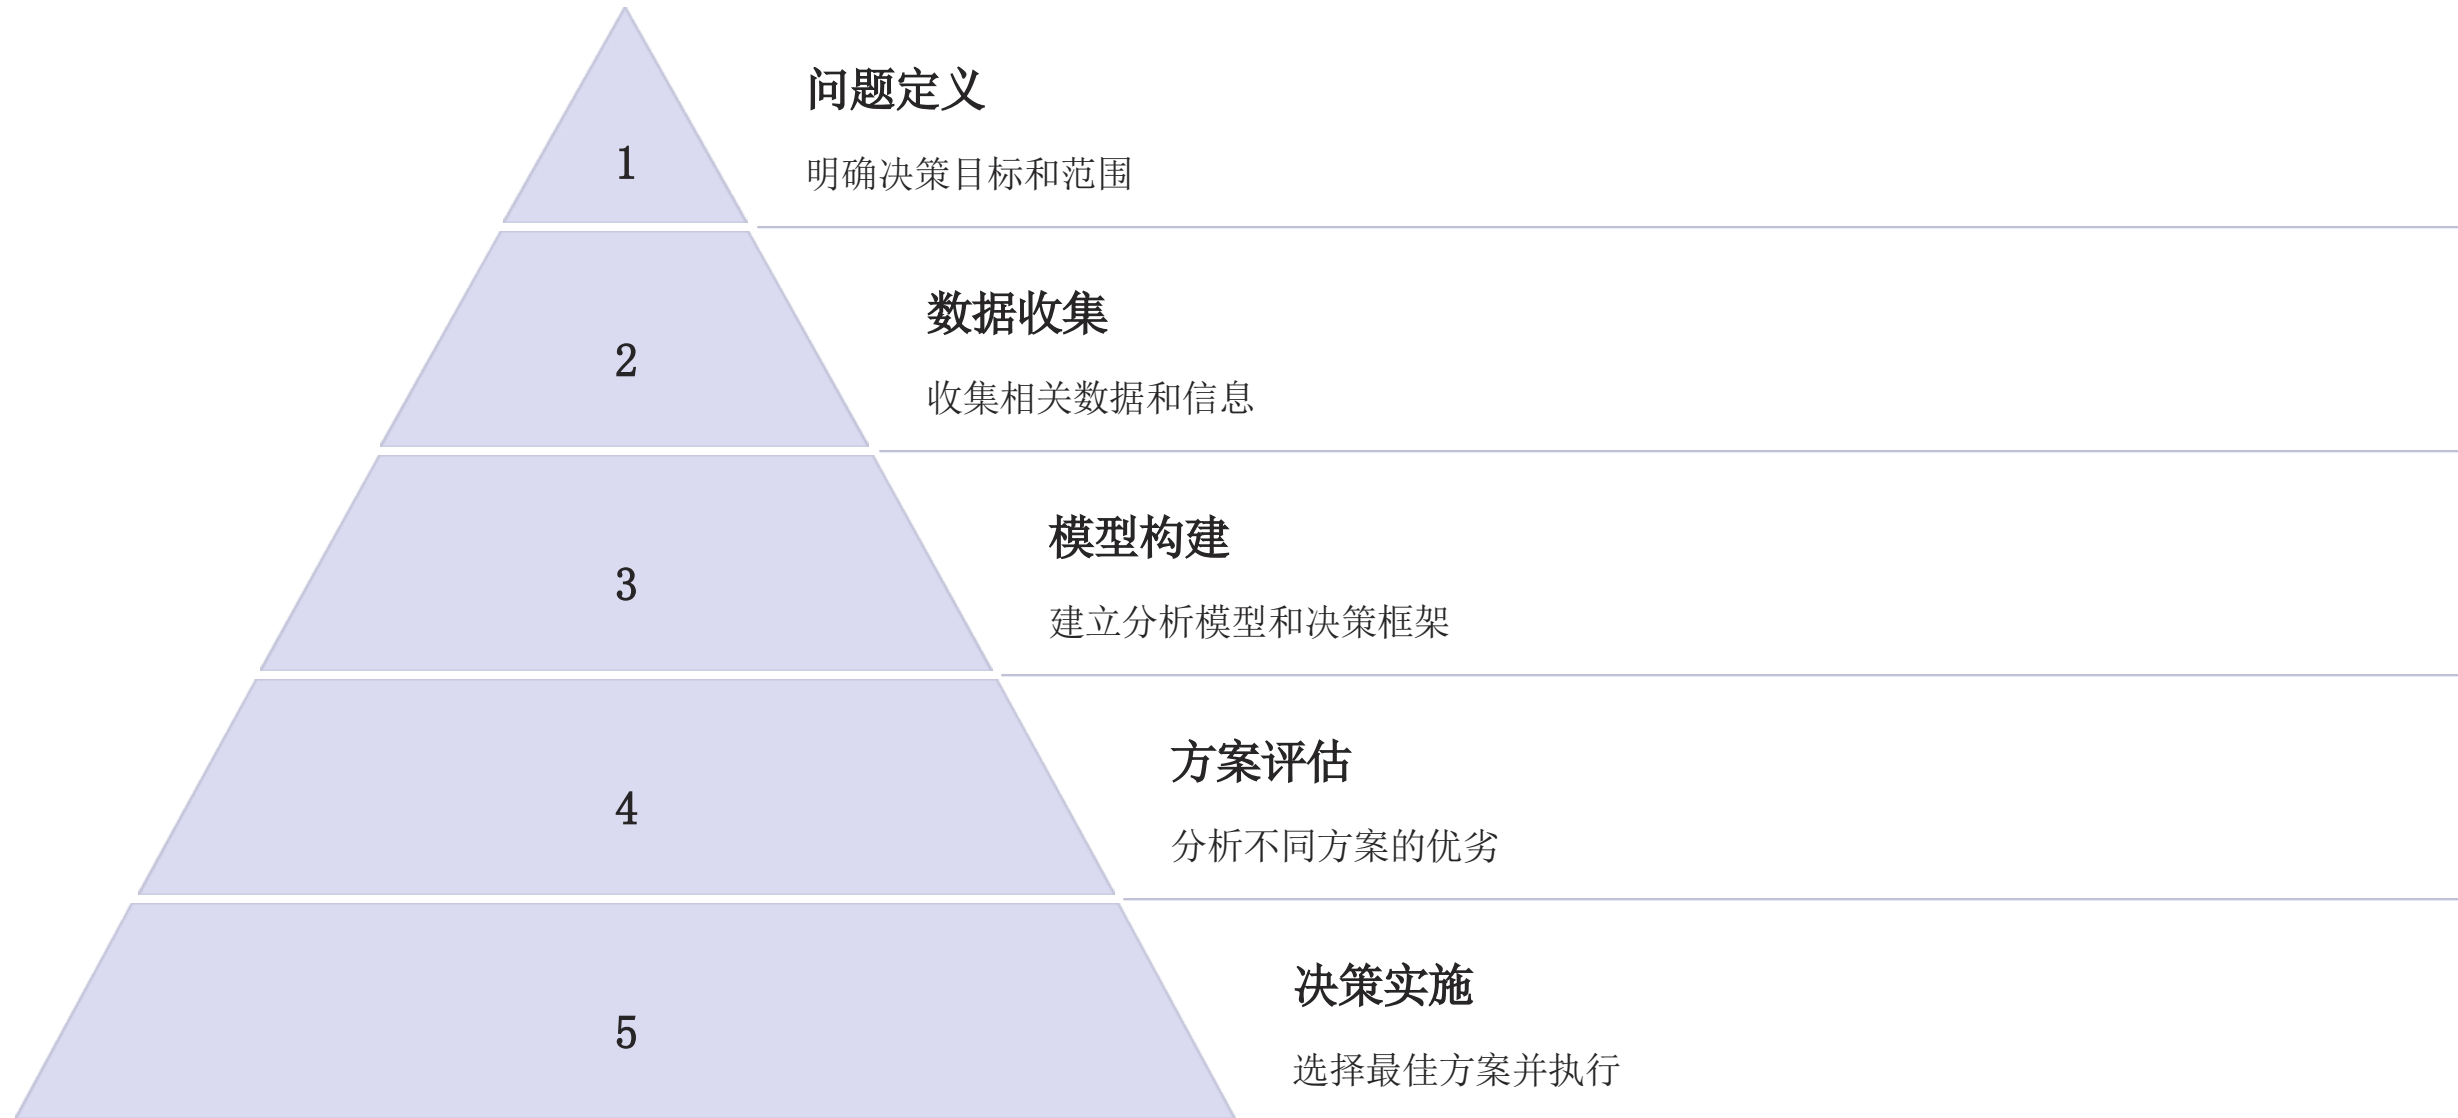 问题定义
1
明确决策目标和范围
数据收集
2
收集相关数据和信息
模型构建
3
建立分析模型和决策框架
方案评估
4
分析不同方案的优劣
决策实施
5
选择最佳方案并执行